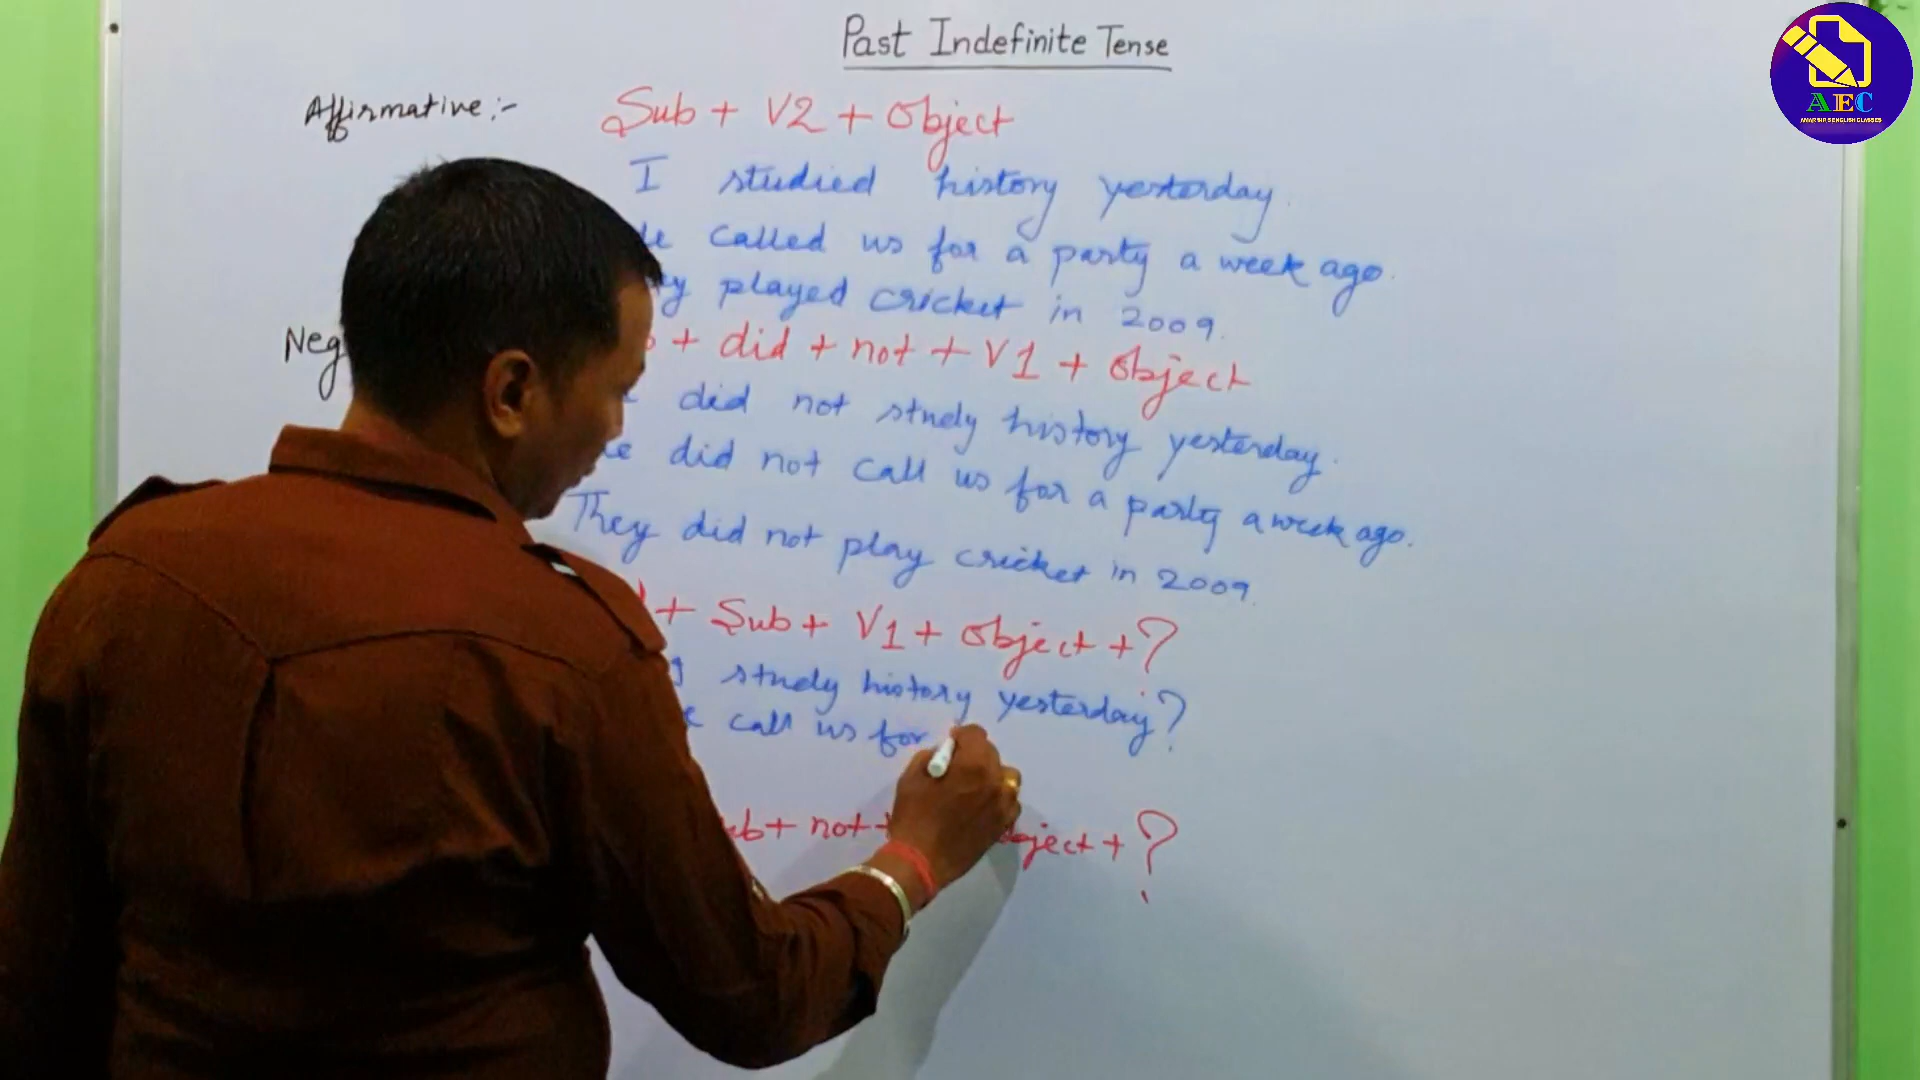 Past Indefinite Tense
AEC
Affirmative :- Sub + V2 + Object
I studied history yesterday.
called us for a party a week ago.
played cricket in 2009.
+ did + not + V1 + Object
did not study history yesterday.
did not call us for a party a week ago.
They did not play cricket in 2009.
+ Sub + V1 + Object + ?
I study history yesterday?
call us for
+ not + + ?